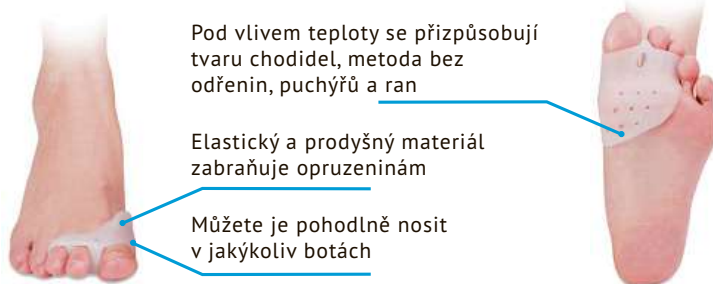 Pod vlivem teploty se přizpůsobují
tvaru chodidel, metoda bez
odřenin, puchýřů a ran
Elastický a prodyšný materiál
zabraňuje opruzeninám
Můžete je pohodlně nosit
v jakýkoliv botách